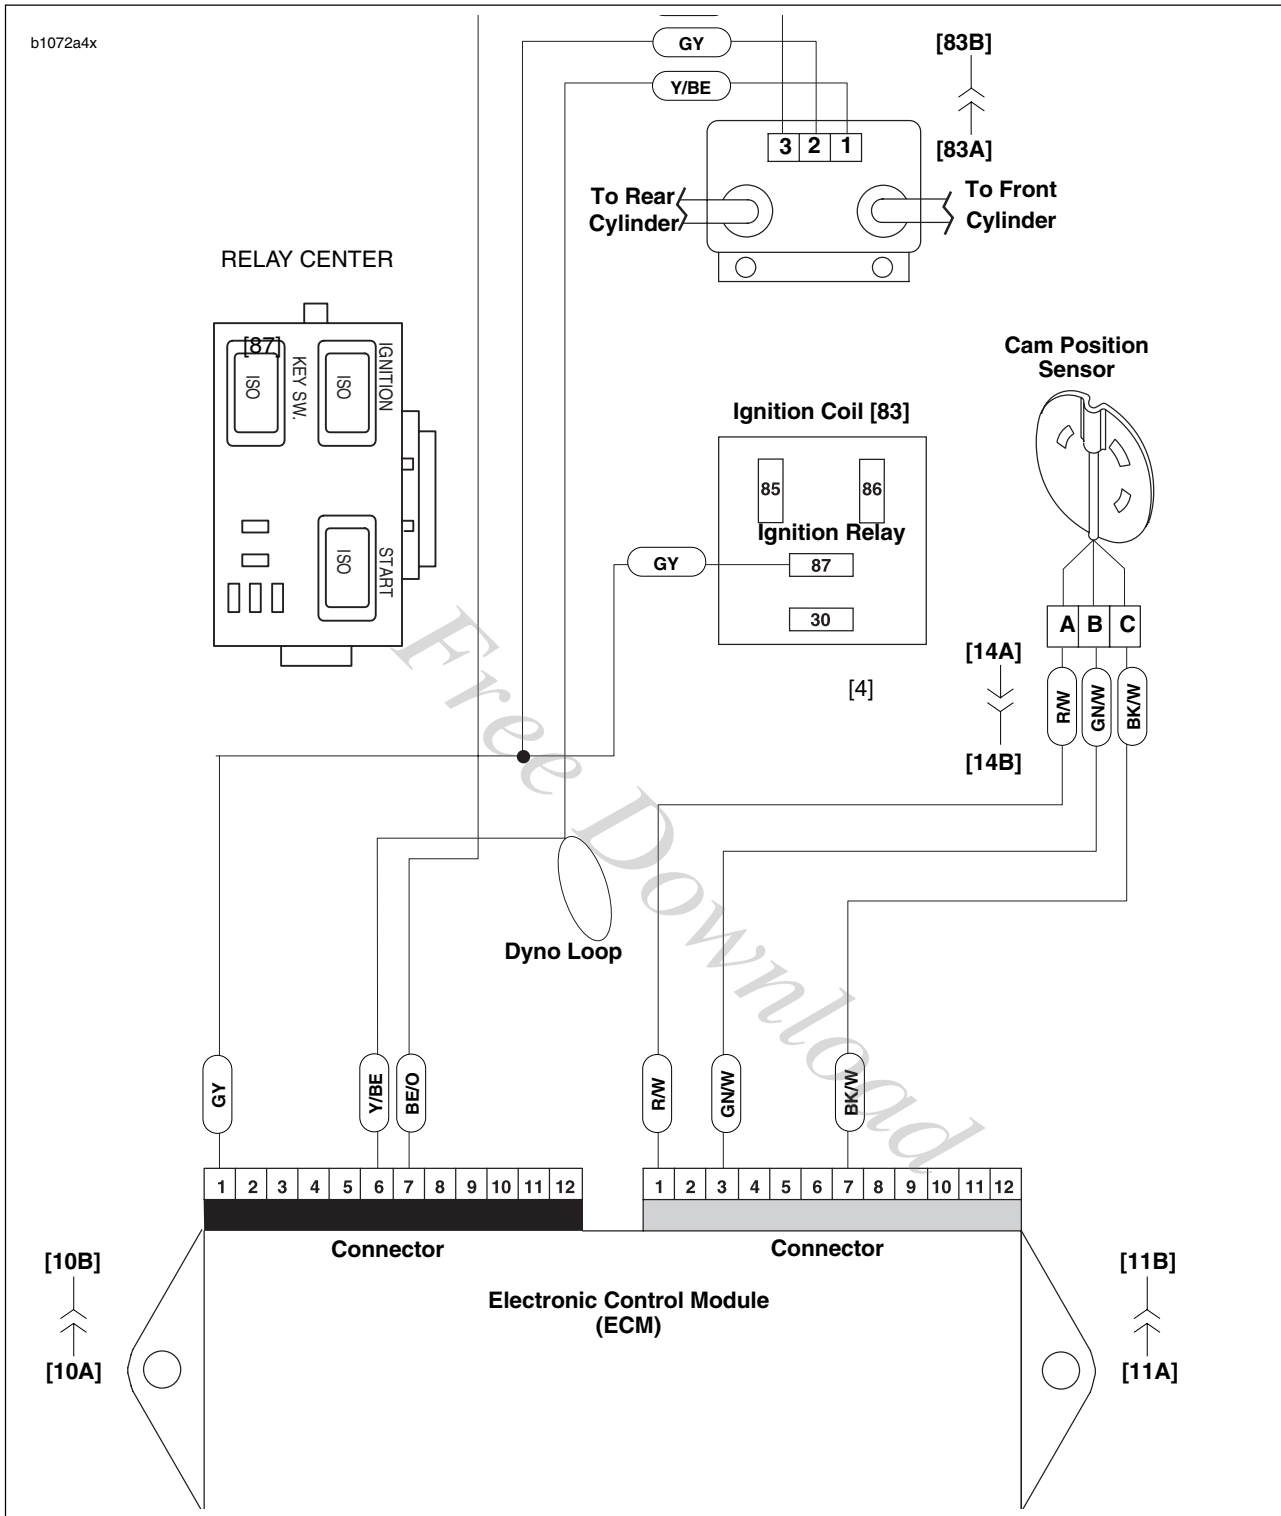 b1072a4x
GY
[83B]
Y/BE
3 2 1
[83A]
To Rear
Cylinder
To Front
Cylinder
RELAY CENTER
[87]
ISO
KEY SW.
ISO
IGNITION
ISO
START
Cam Position
Sensor
Ignition Coil [83]
85
86
Ignition Relay
GY
87
30
A B C
[14A]
[4]
R/W
GN/W
BK/W
[14B]
Dyno Loop
GY
Y/BE
BE/O
R/W
GN/W
BK/W
1 2 3 4 5 6 7 8 9 10 11 12
1 2 3 4 5 6 7 8 9 10 11 12
Connector
Connector
[10B]
[11B]
Electronic Control Module
(ECM)
[10A]
[11A]
Free Download